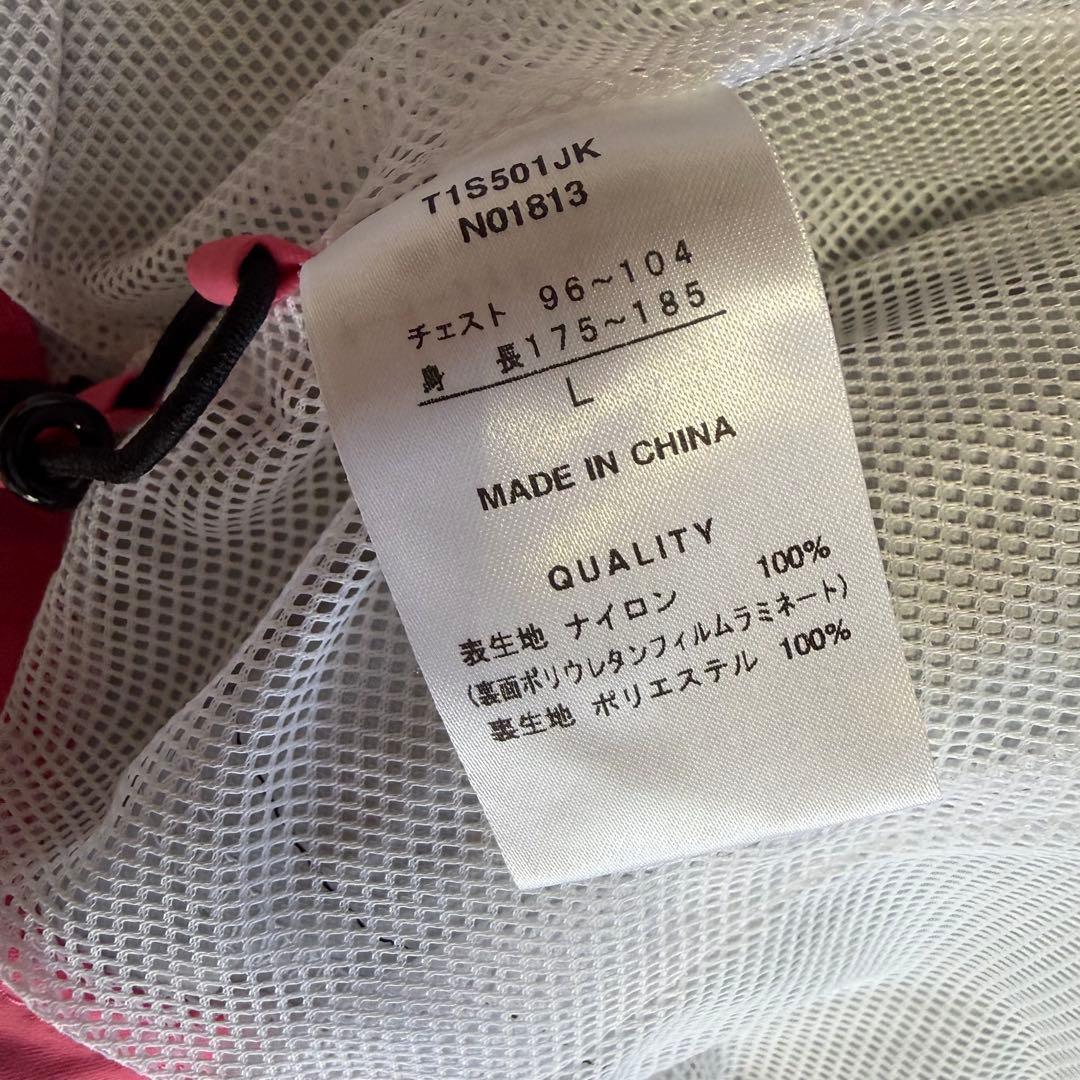 T1S501JK
N01813
チェスト 96~104
身 長175~185
L
MADE IN CHINA
QUALITY
表生地 ナイロン 100%
(裏面ポリウレタンフィルムラミネート)
裏生地 ポリエステル 100%